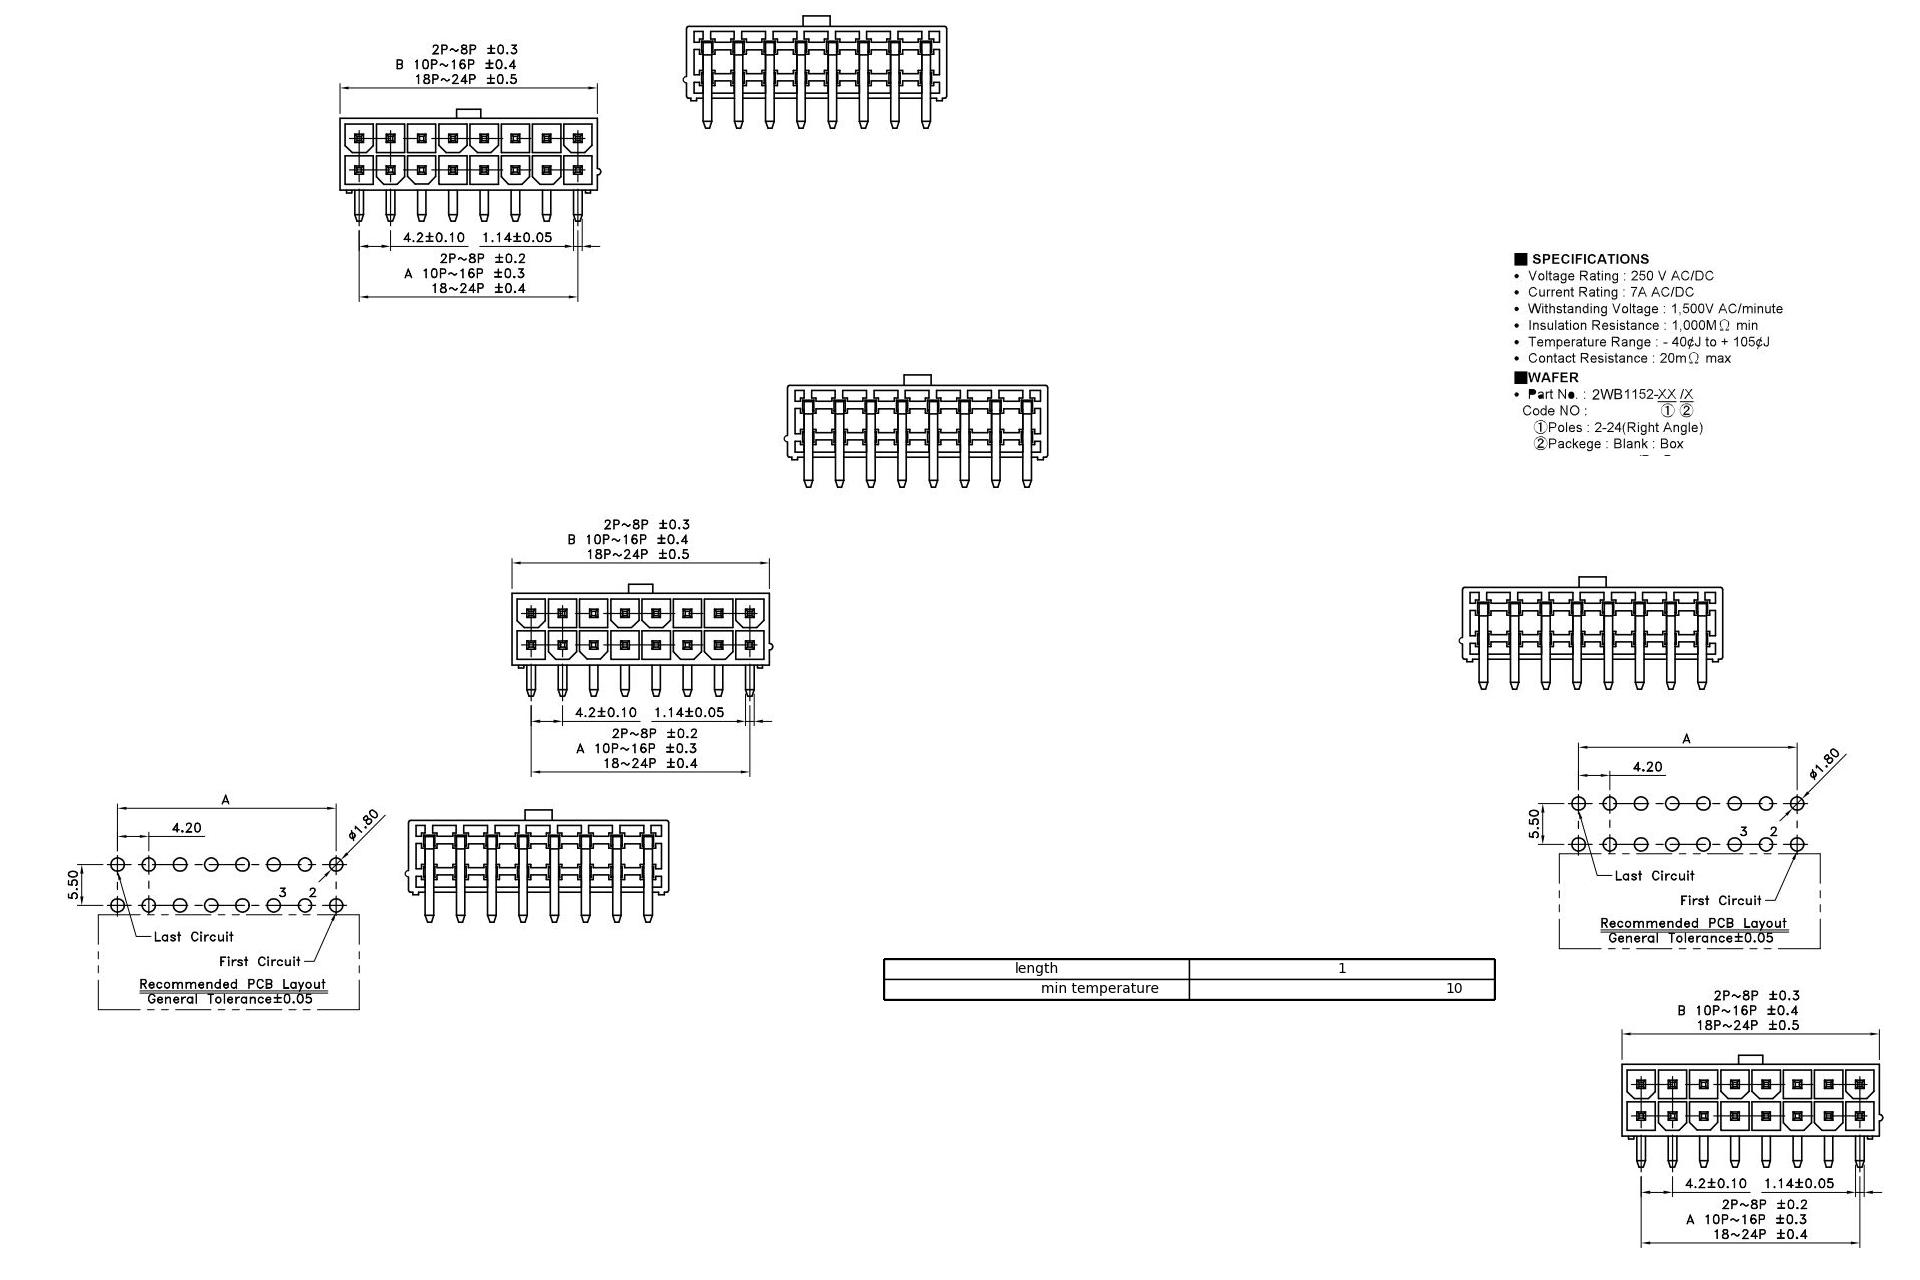 2P~8P ±0.3
B 10P~16P ±0.4
18P~24P ±0.5
4.2±0.10 1.14±0.05
2P~8P ±0.2
A 10P~16P ±0.3
18~24P ±0.4
■ SPECIFICATIONS
• Voltage Rating : 250 V AC/DC
• Current Rating : 7A AC/DC
• Withstanding Voltage : 1,500V AC/minute
• Insulation Resistance : 1,000MΩ min
• Temperature Range : - 40¢J to + 105¢J
• Contact Resistance : 20mΩ max
■WAFER
• Part No. : 2WB1152-XX /X
Code NO : ① ②
①Poles : 2-24(Right Angle)
②Packege : Blank : Box
2P~8P ±0.3
B 10P~16P ±0.4
18P~24P ±0.5
4.2±0.10 1.14±0.05
2P~8P ±0.2
A 10P~16P ±0.3
18~24P ±0.4
A
4.20
ø1.80
5.50
3 2
Last Circuit
First Circuit
Recommended PCB Layout
General Tolerance±0.05
A
4.20
ø1.80
5.50
3 2
Last Circuit
First Circuit
Recommended PCB Layout
General Tolerance±0.05
length 1
min temperature 10
2P~8P ±0.3
B 10P~16P ±0.4
18P~24P ±0.5
4.2±0.10 1.14±0.05
2P~8P ±0.2
A 10P~16P ±0.3
18~24P ±0.4